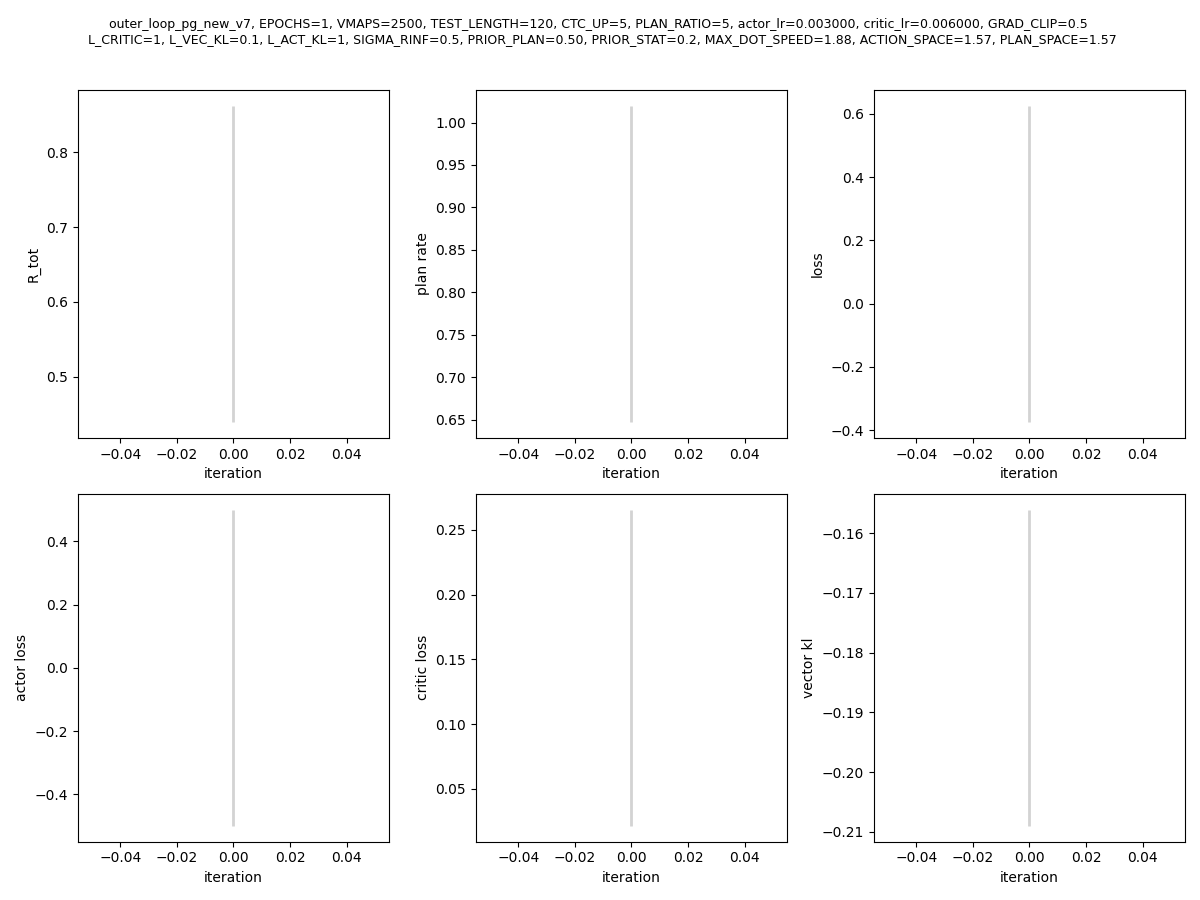 outer_loop_pg_new_v7, EPOCHS=1, VMAPS=2500, TEST_LENGTH=120, CTC_UP=5, PLAN_RATIO=5, actor_lr=0.003000, critic_lr=0.006000, GRAD_CLIP=0.5
L_CRITIC=1, L_VEC_KL=0.1, L_ACT_KL=1, SIGMA_RINF=0.5, PRIOR_PLAN=0.50, PRIOR_STAT=0.2, MAX_DOT_SPEED=1.88, ACTION_SPACE=1.57, PLAN_SPACE=1.57
R_tot
0.8
0.7
0.6
0.5
−0.04 −0.02 0.00 0.02 0.04
iteration
plan rate
1.00
0.95
0.90
0.85
0.80
0.75
0.70
0.65
−0.04 −0.02 0.00 0.02 0.04
iteration
loss
0.6
0.4
0.2
0.0
−0.2
−0.4
−0.04 −0.02 0.00 0.02 0.04
iteration
actor loss
0.4
0.2
0.0
−0.2
−0.4
−0.04 −0.02 0.00 0.02 0.04
iteration
critic loss
0.25
0.20
0.15
0.10
0.05
−0.04 −0.02 0.00 0.02 0.04
iteration
vector kl
−0.16
−0.17
−0.18
−0.19
−0.20
−0.21
−0.04 −0.02 0.00 0.02 0.04
iteration